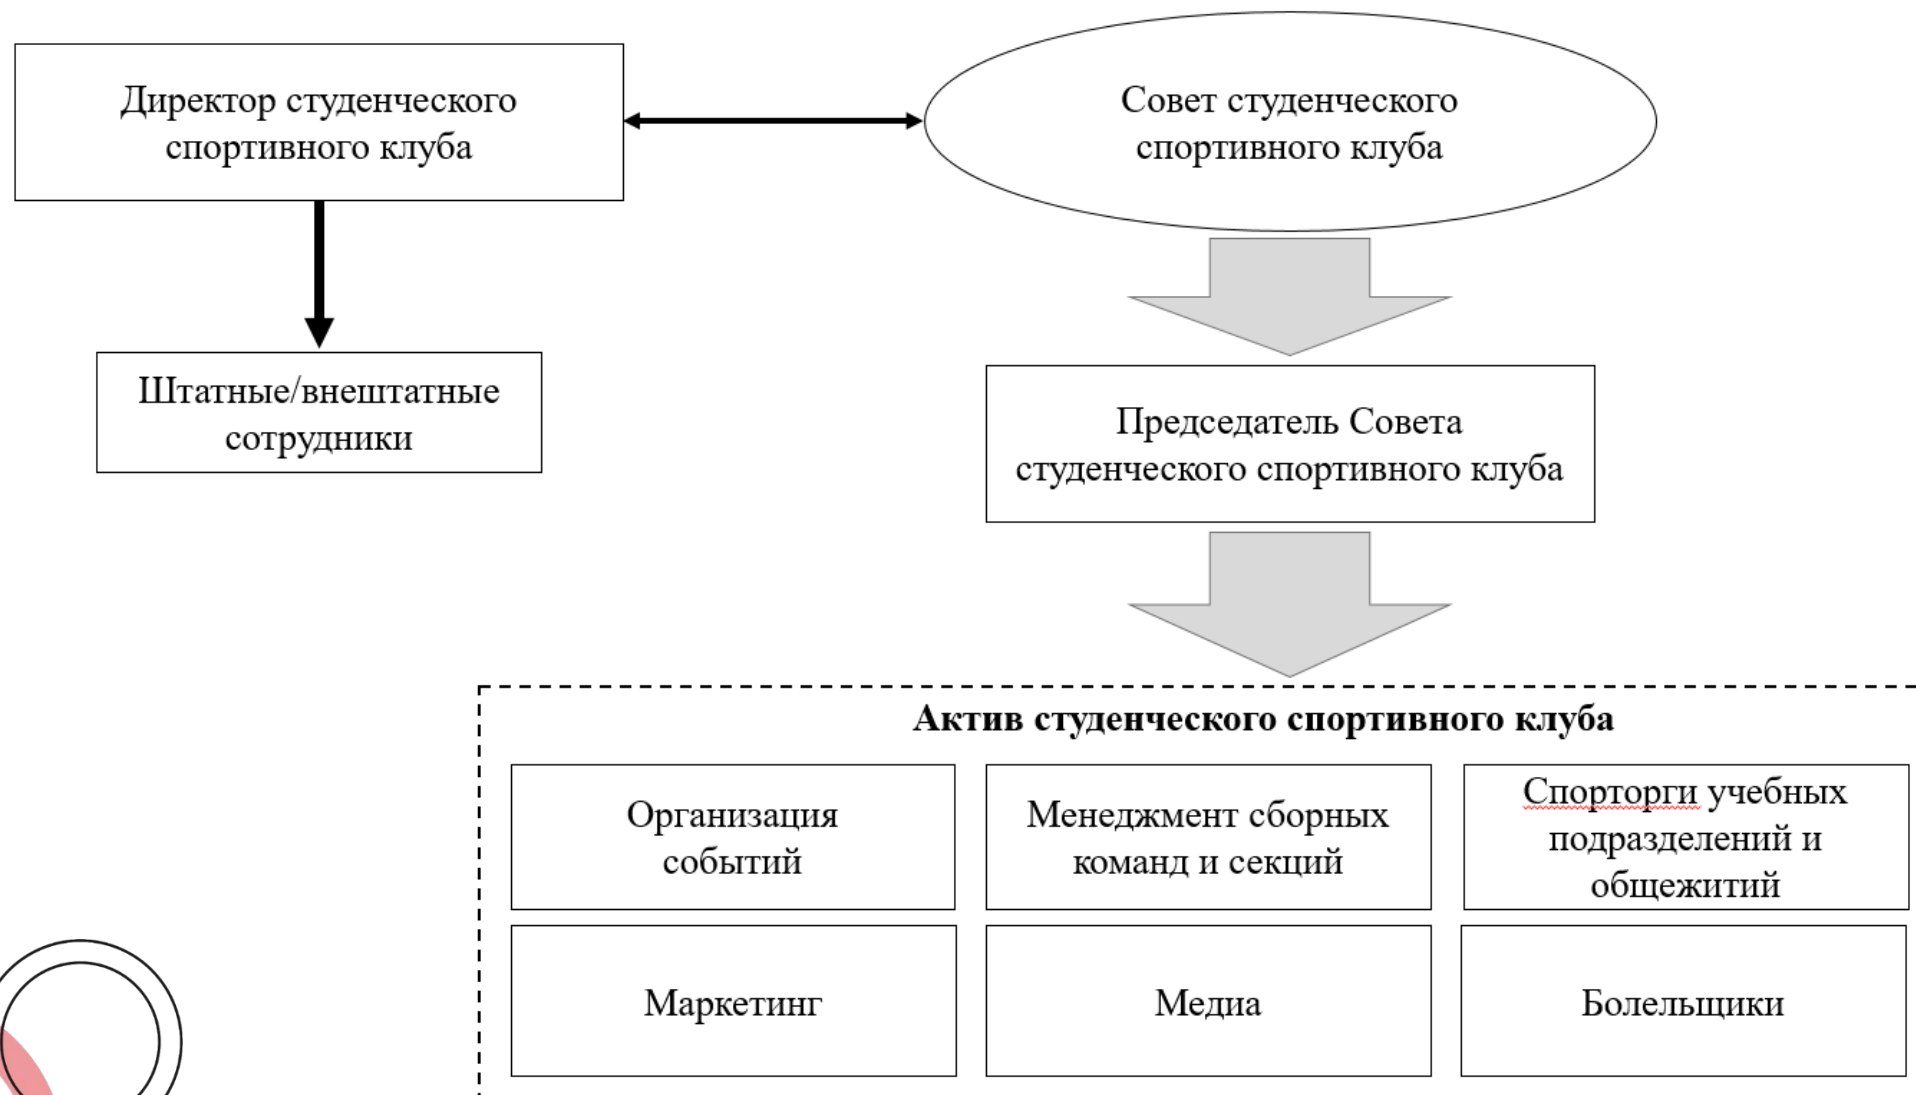 Директор студенческого
спортивного клуба
Совет студенческого
спортивного клуба
Штатные/внештатные
сотрудники
Председатель Совета
студенческого спортивного клуба
Актив студенческого спортивного клуба
Организация
событий
Менеджмент сборных
команд и секций
Спорторги учебных
подразделений и
общежитий
Маркетинг
Медиа
Болельщики